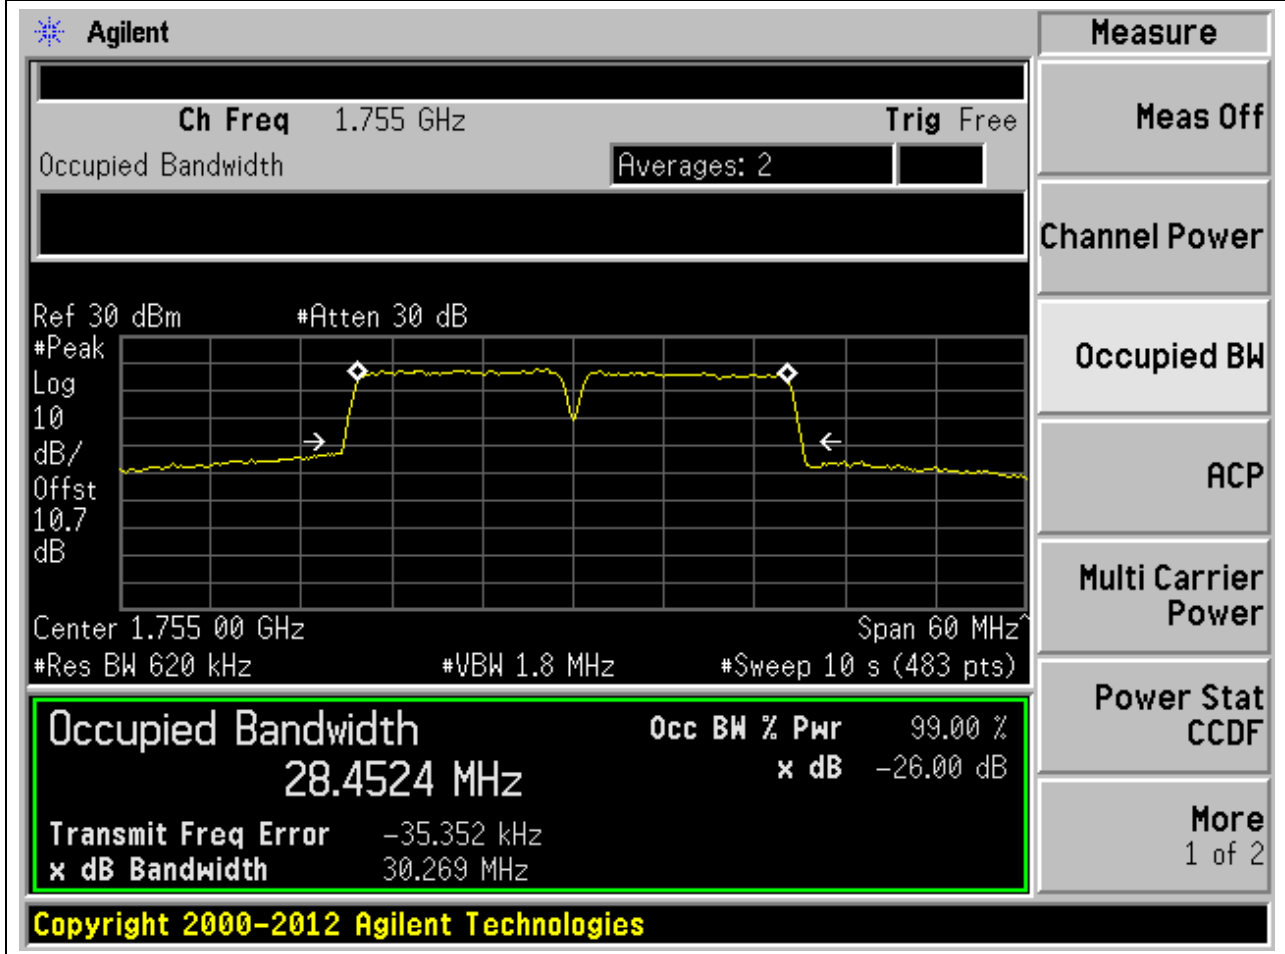 Agilent
Measure
Ch Freq 1.755 GHz Trig Free
Meas Off
Occupied Bandwidth Averages: 2
Channel Power
Ref 30 dBm #Atten 30 dB
#Peak
Log
10
dB/
Offst
10.7
dB
Occupied BW
ACP
Center 1.755 00 GHz Span 60 MHz^
#Res BW 620 kHz #VBW 1.8 MHz #Sweep 10 s (483 pts)
Multi Carrier
Power
Occupied Bandwidth Occ BW % Pwr 99.00 %
28.4524 MHz x dB -26.00 dB
Transmit Freq Error -35.352 kHz
x dB Bandwidth 30.269 MHz
Power Stat
CCDF
More
1 of 2
Copyright 2000-2012 Agilent Technologies